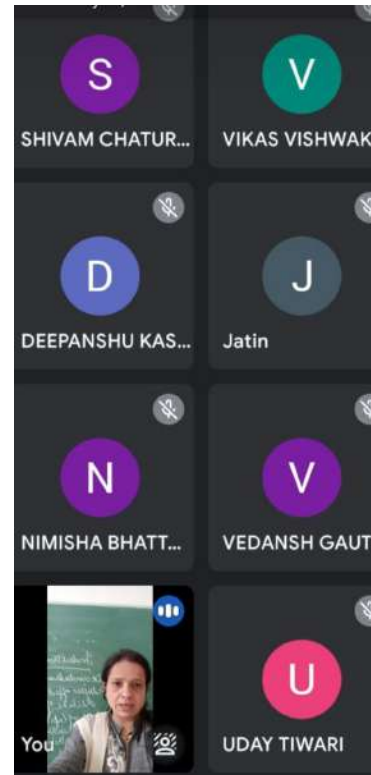 S V
SHIVAM CHATUR... VIKAS VISHWAK
D J
DEEPANSHU KAS... Jatin
N V
NIMISHA BHATT... VEDANSH GAUT
U
You UDAY TIWARI